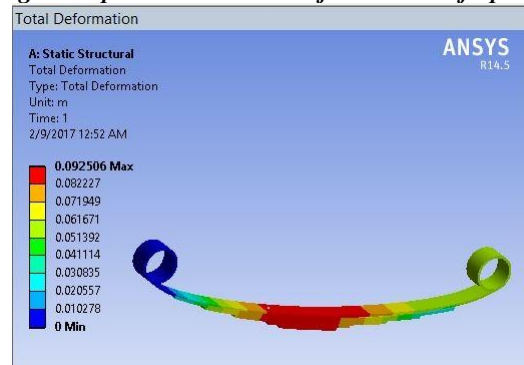 Total Deformation
A: Static Structural
Total Deformation
Type: Total Deformation
Unit: m
Time: 1
2/9/2017 12:52 AM
ANSYS
R14.5
0.092506 Max
0.082227
0.071949
0.061671
0.051392
0.041114
0.030835
0.020557
0.010278
0 Min